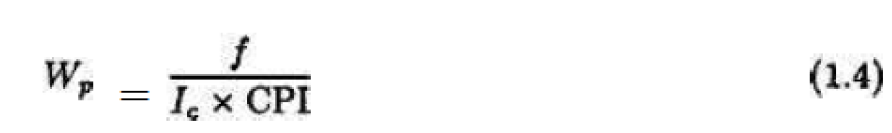 W_p = f / (I_c × CPI) (1.4)